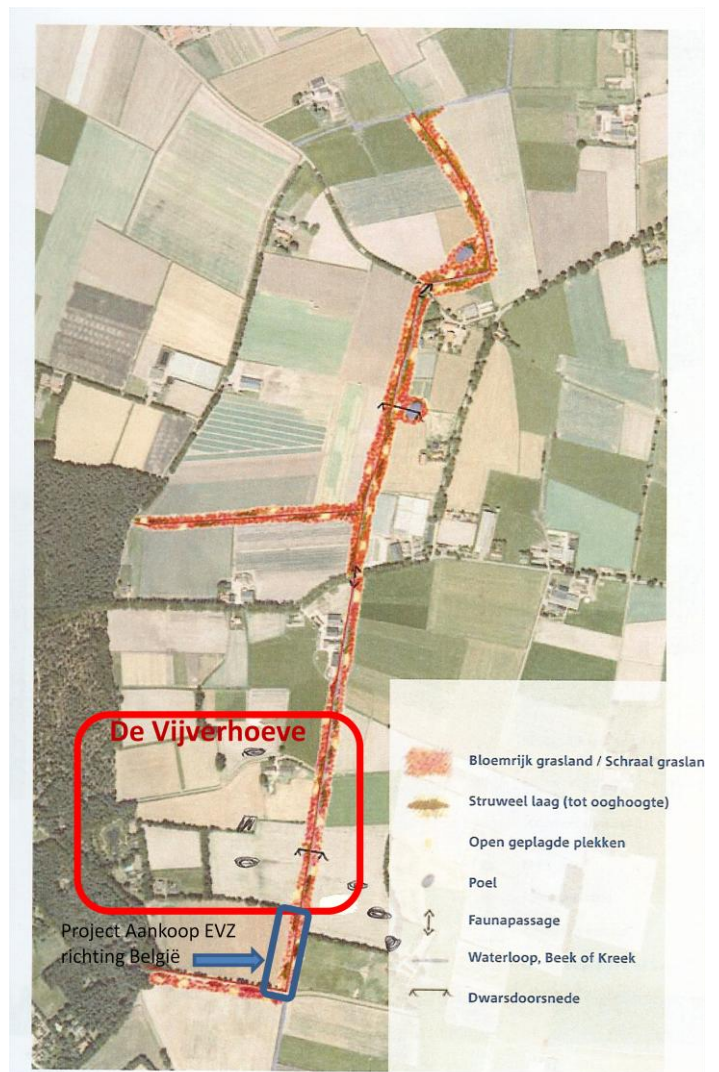 De Vijverhoeve
Project Aankoop EVZ
richting België
Bloemrijk grasland / Schraal graslan
Struweel laag (tot ooghoogte)
Open geplagde plekken
Poel
Faunapassage
Waterloop, Beek of Kreek
Dwarsdoorsnede